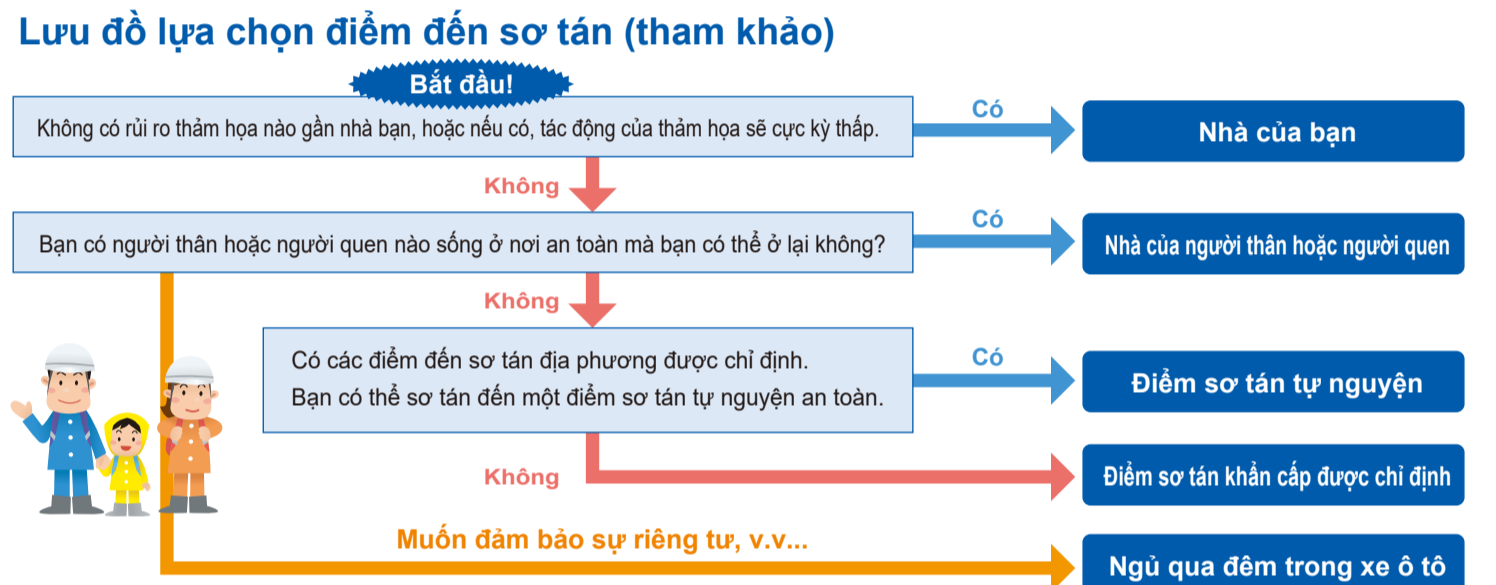 Lưu đồ lựa chọn điểm đến sơ tán (tham khảo)
Bắt đầu!
Không có rủi ro thảm họa nào gần nhà bạn, hoặc nếu có, tác động của thảm họa sẽ cực kỳ thấp.
Có
Nhà của bạn
Không
Bạn có người thân hoặc người quen nào sống ở nơi an toàn mà bạn có thể ở lại không?
Có
Nhà của người thân hoặc người quen
Không
Có các điểm đến sơ tán địa phương được chỉ định.
Bạn có thể sơ tán đến một điểm sơ tán tự nguyện an toàn.
Có
Điểm sơ tán tự nguyện
Không
Điểm sơ tán khẩn cấp được chỉ định
Muốn đảm bảo sự riêng tư, v.v...
Ngủ qua đêm trong xe ô tô